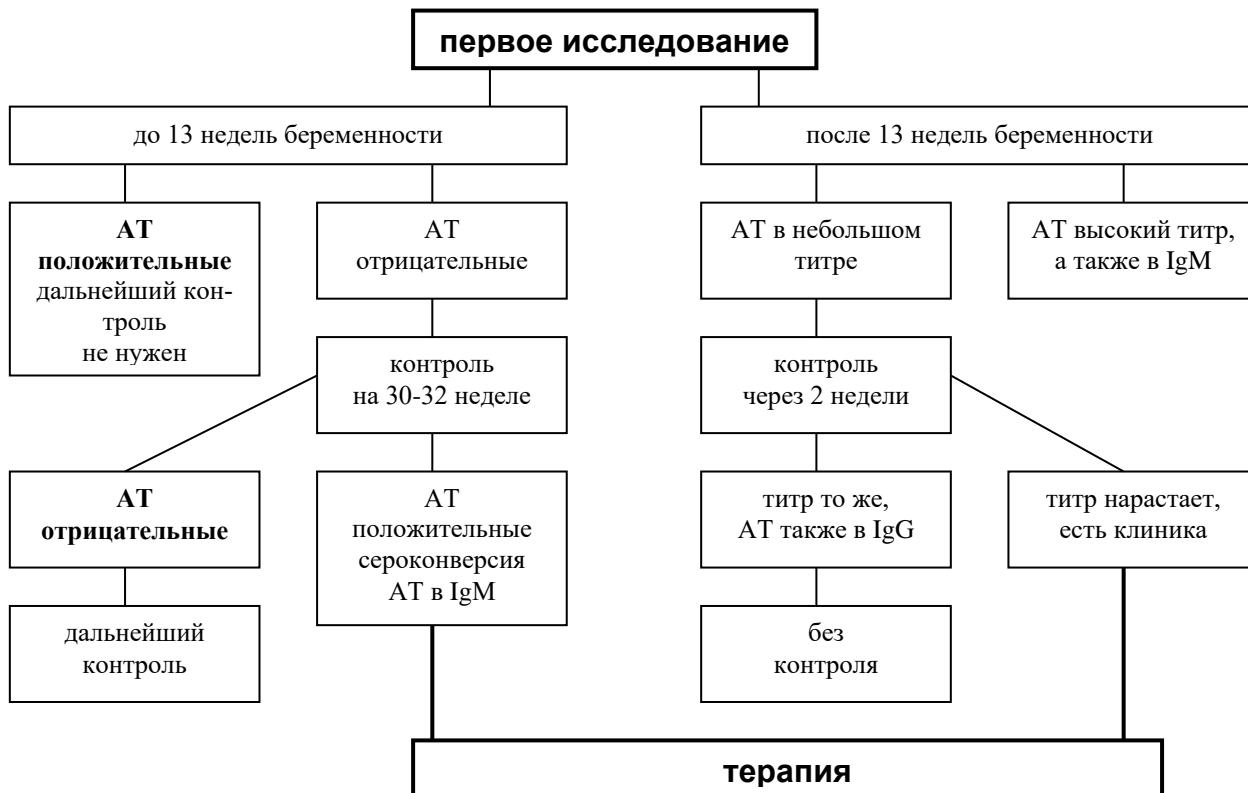 первое исследование
до 13 недель беременности
после 13 недель беременности
АТ
положительные
дальнейший кон-
троль
не нужен
АТ
отрицательные
АТ в небольшом
титре
АТ высокий титр,
а также в IgM
контроль
на 30-32 неделе
контроль
через 2 недели
АТ
отрицательные
АТ
положительные
сероконверсия
АТ в IgM
титр то же,
АТ также в IgG
титр нарастает,
есть клиника
дальнейший
контроль
без
контроля
терапия